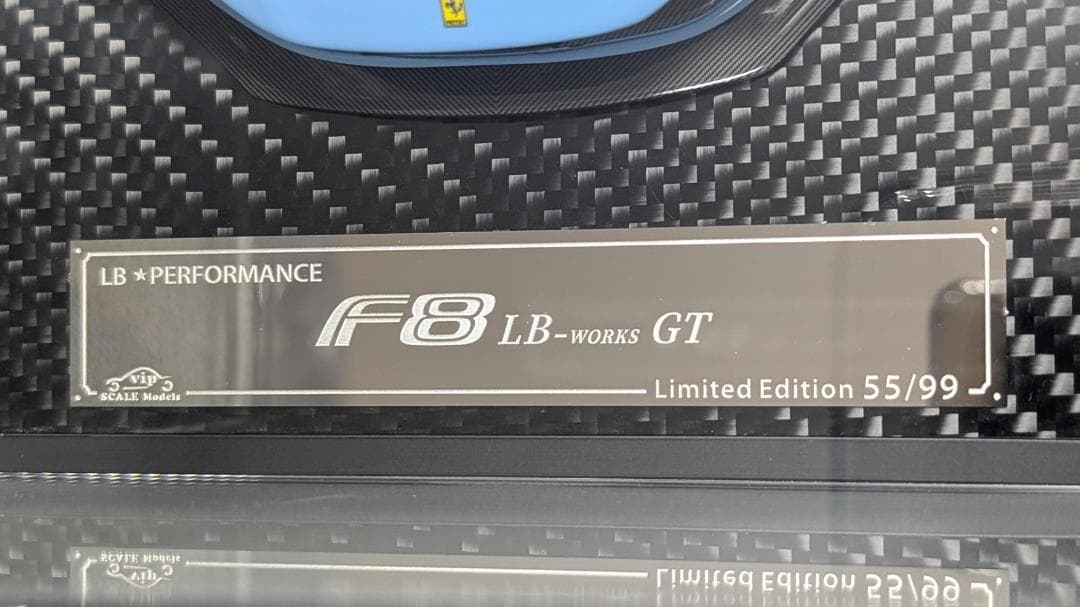 LB ★PERFORMANCE
F8 LB-WORKS GT
vip
SCALE Models
Limited Edition 55/99